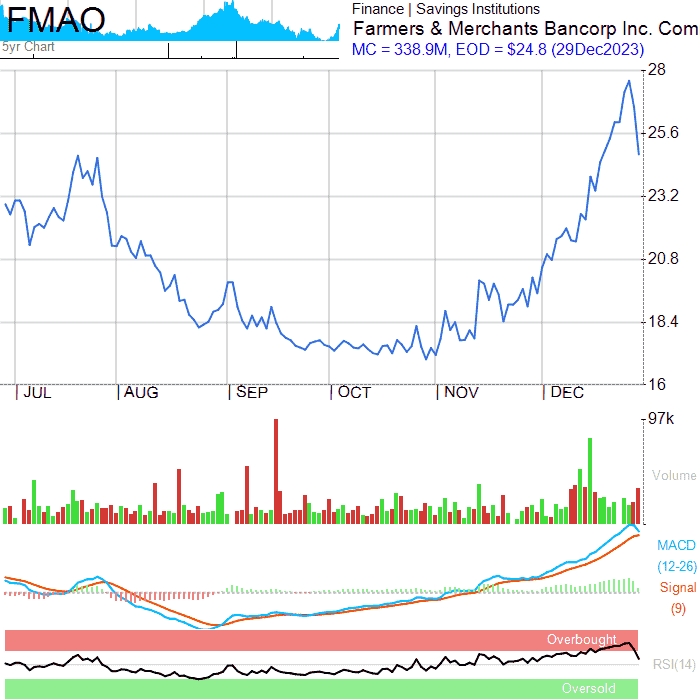 FMAO
5yr Chart
Finance | Savings Institutions
Farmers & Merchants Bancorp Inc. Com
MC = 338.9M, EOD = $24.8 (29Dec2023)
28
25.6
23.2
20.8
18.4
16
JUL AUG SEP OCT NOV DEC
97k
Volume
MACD
(12-26)
Signal
(9)
Overbought
RSI(14)
Oversold